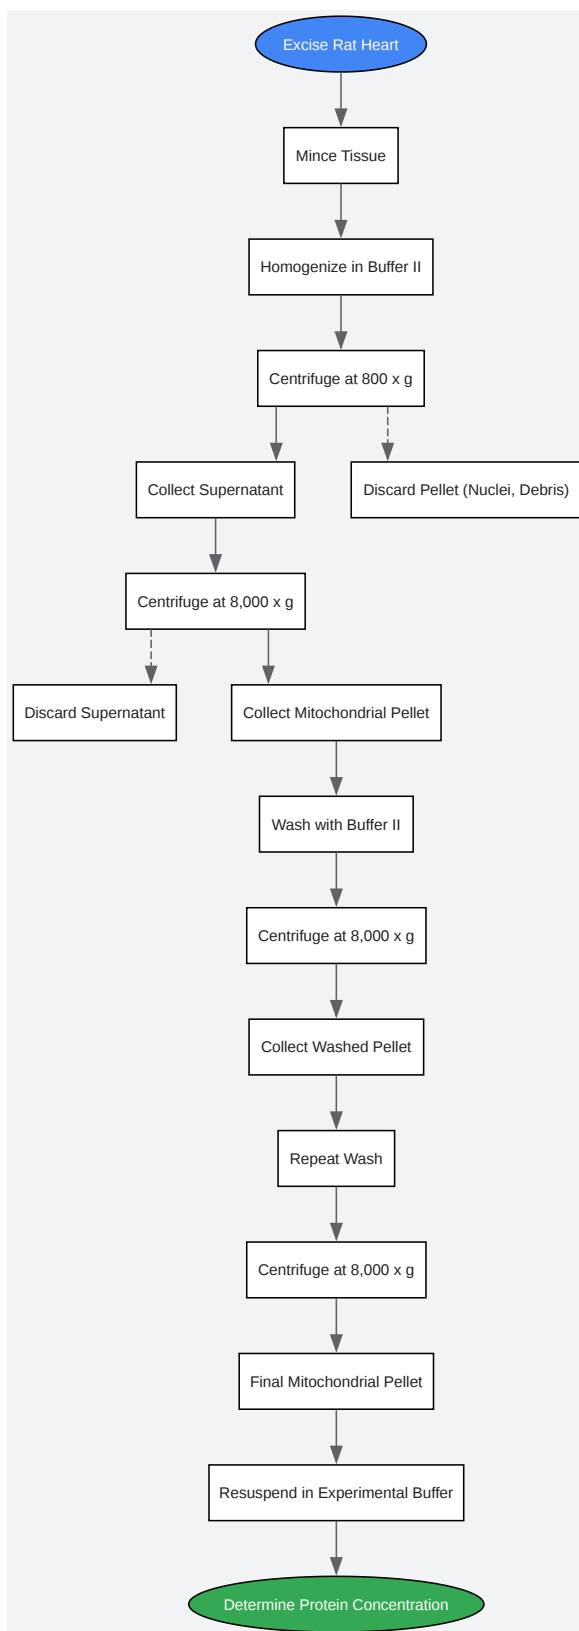 Excise Rat Heart
Mince Tissue
Homogenize in Buffer II
Centrifuge at 800 x g
Collect Supernatant
Discard Pellet (Nuclei, Debris)
Centrifuge at 8,000 x g
Discard Supernatant
Collect Mitochondrial Pellet
Wash with Buffer II
Centrifuge at 8,000 x g
Collect Washed Pellet
Repeat Wash
Centrifuge at 8,000 x g
Final Mitochondrial Pellet
Resuspend in Experimental Buffer
Determine Protein Concentration